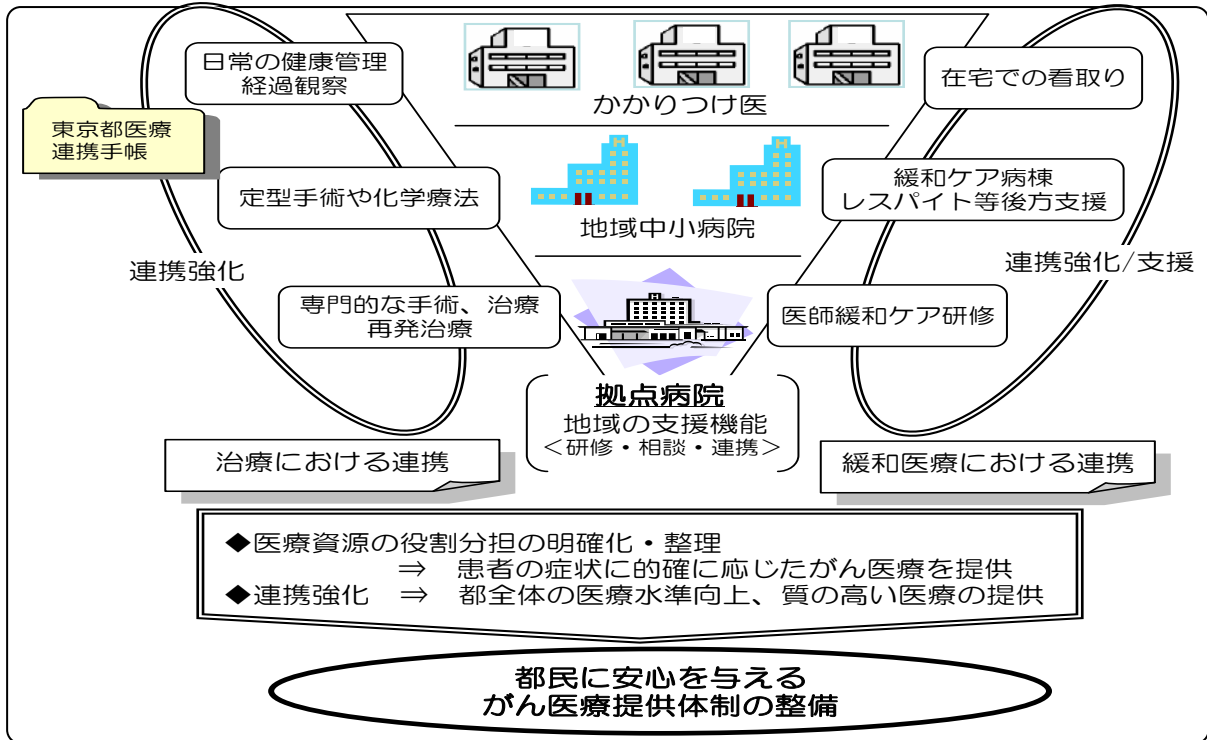 日常の健康管理
経過観察
かかりつけ医
在宅での看取り
東京都医療
連携手帳
定型手術や化学療法
地域中小病院
緩和ケア病棟
レスパイト等後方支援
連携強化
連携強化/支援
専門的な手術、治療
再発治療
医師緩和ケア研修
拠点病院
地域の支援機能
<研修・相談・連携>
治療における連携
緩和医療における連携
◆医療資源の役割分担の明確化・整理
⇒ 患者の症状に的確に応じたがん医療を提供
◆連携強化 ⇒ 都全体の医療水準向上、質の高い医療の提供
都民に安心を与える
がん医療提供体制の整備